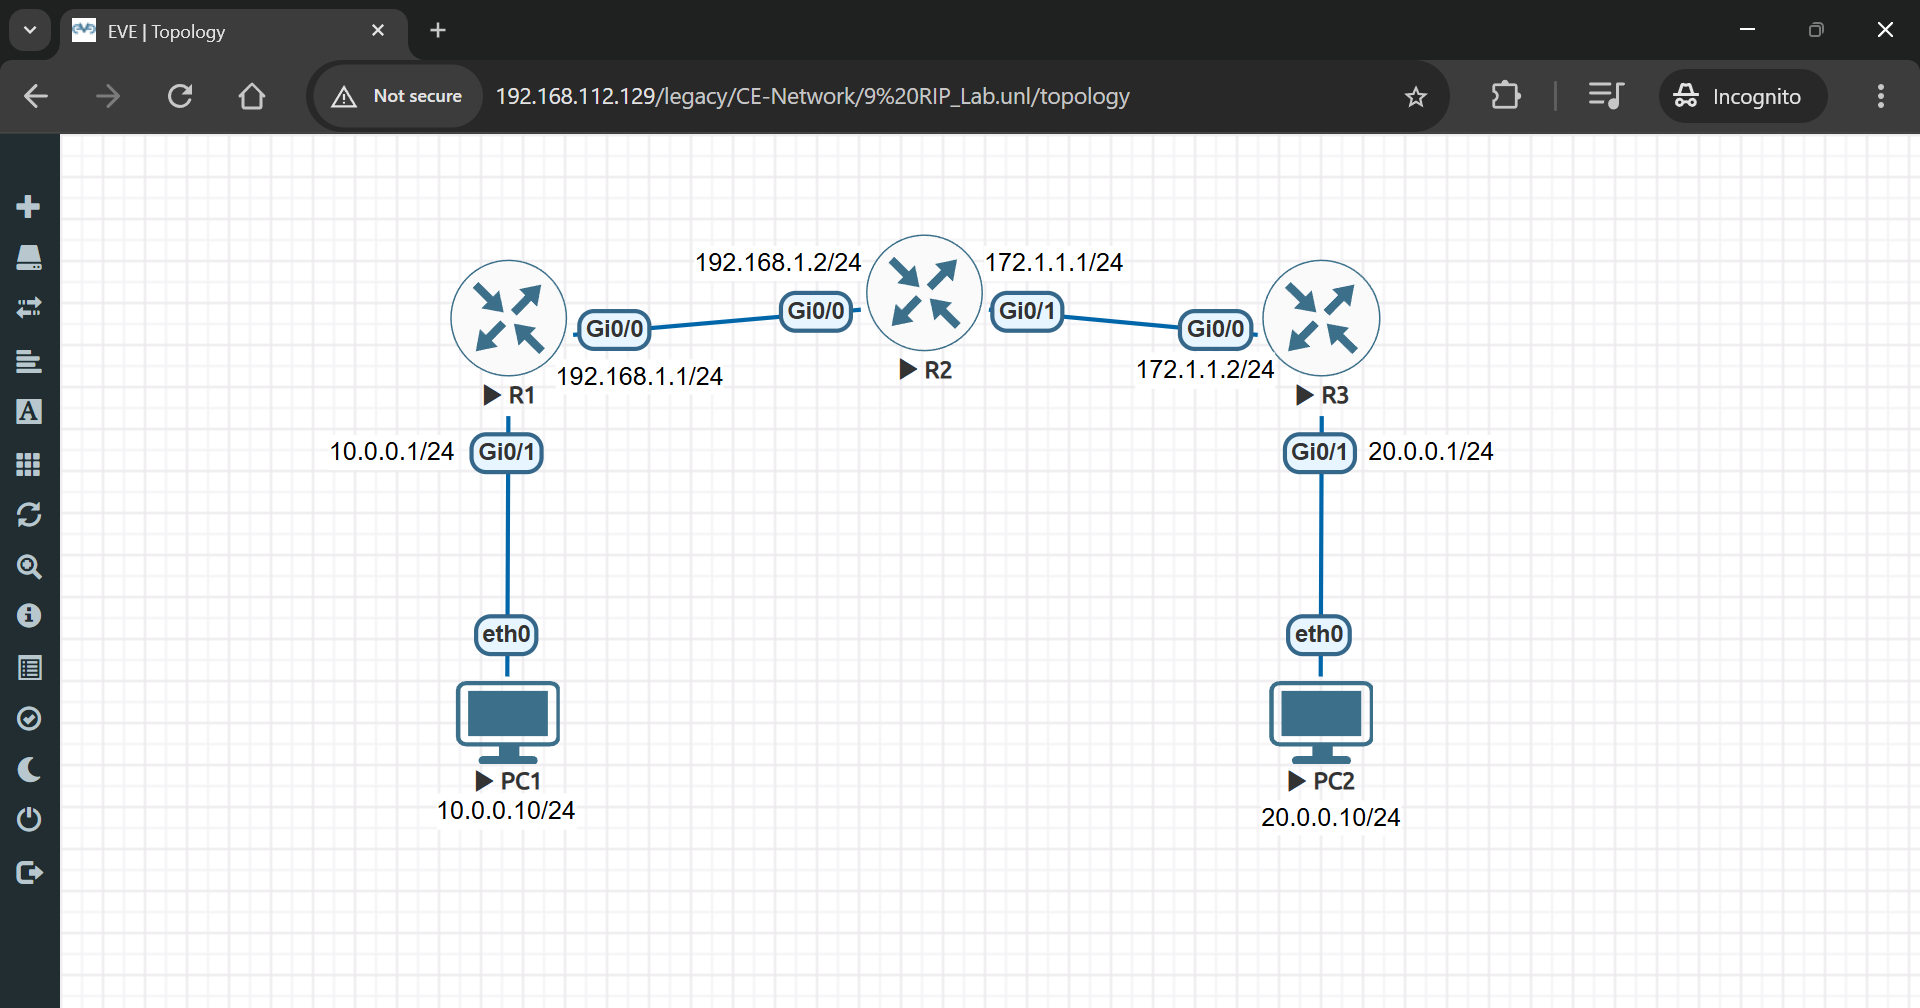 EVE | Topology
Not secure
192.168.112.129/legacy/CE-Network/9%20RIP_Lab.unl/topology
Incognito
192.168.1.2/24
172.1.1.1/24
Gi0/0
Gi0/0
Gi0/1
Gi0/0
R2
192.168.1.1/24
172.1.1.2/24
R1
R3
10.0.0.1/24
Gi0/1
Gi0/1
20.0.0.1/24
eth0
eth0
PC1
PC2
10.0.0.10/24
20.0.0.10/24